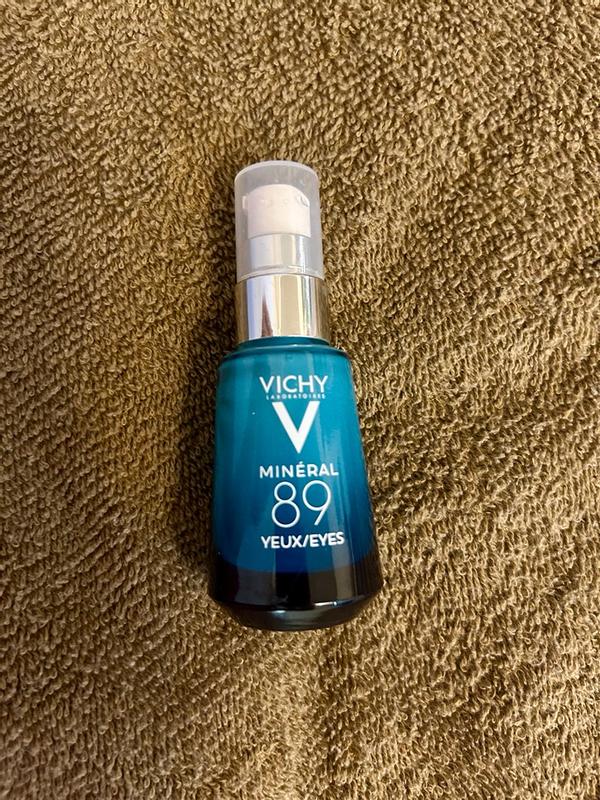 VICHY
LABORATOIRES
V
MINÉRAL
89
YEUX/EYES